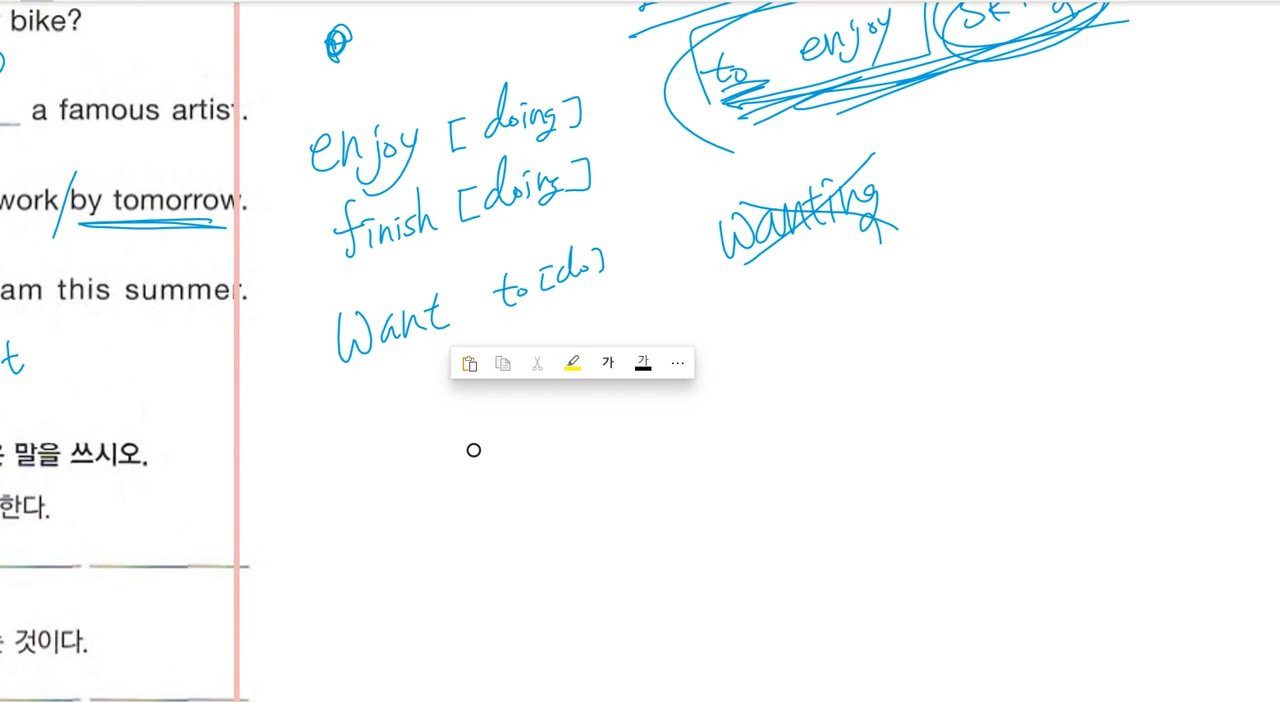 bike?
a famous artist.
work/by tomorrow.
am this summer.
t
말을 쓰시오.
한다.
것이다.
to enjoy
enjoy [doing]
finish [doing]
wanting
Want to [do]
가 가 ...